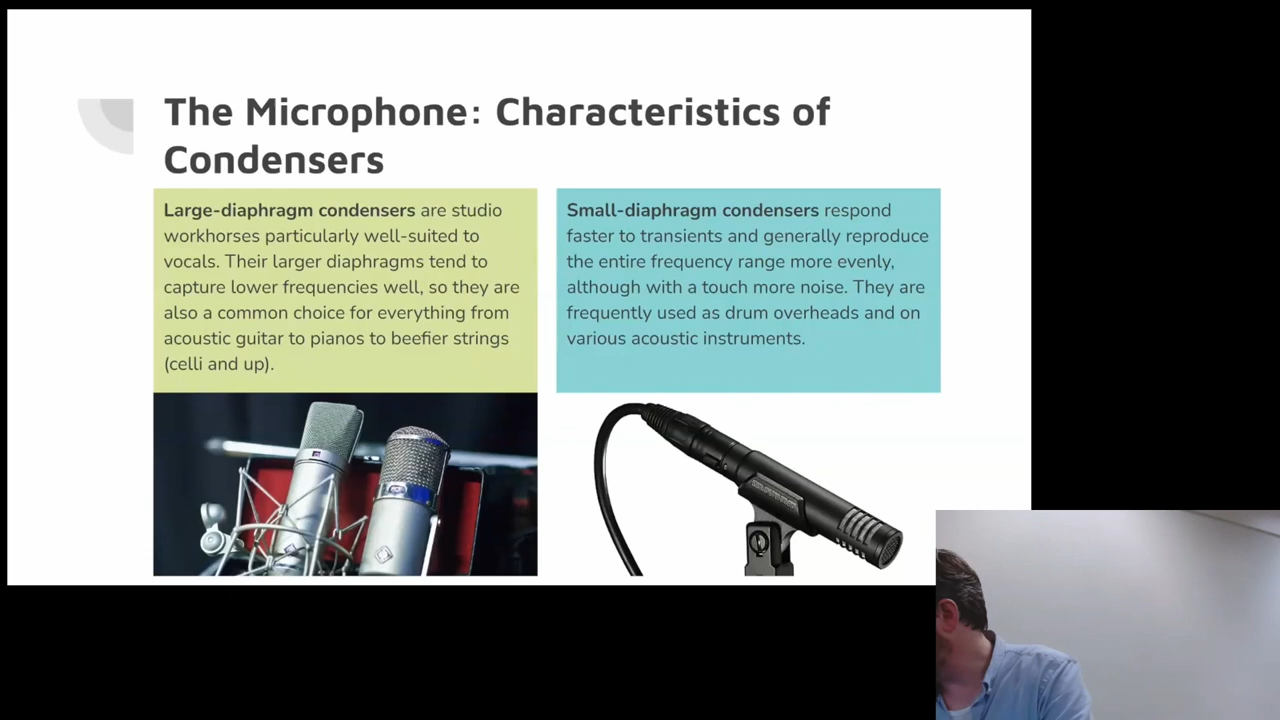 The Microphone: Characteristics of
Condensers
Large-diaphragm condensers are studio
workhorses particularly well-suited to
vocals. Their larger diaphragms tend to
capture lower frequencies well, so they are
also a common choice for everything from
acoustic guitar to pianos to beefier strings
(celli and up).
Small-diaphragm condensers respond
faster to transients and generally reproduce
the entire frequency range more evenly,
although with a touch more noise. They are
frequently used as drum overheads and on
various acoustic instruments.